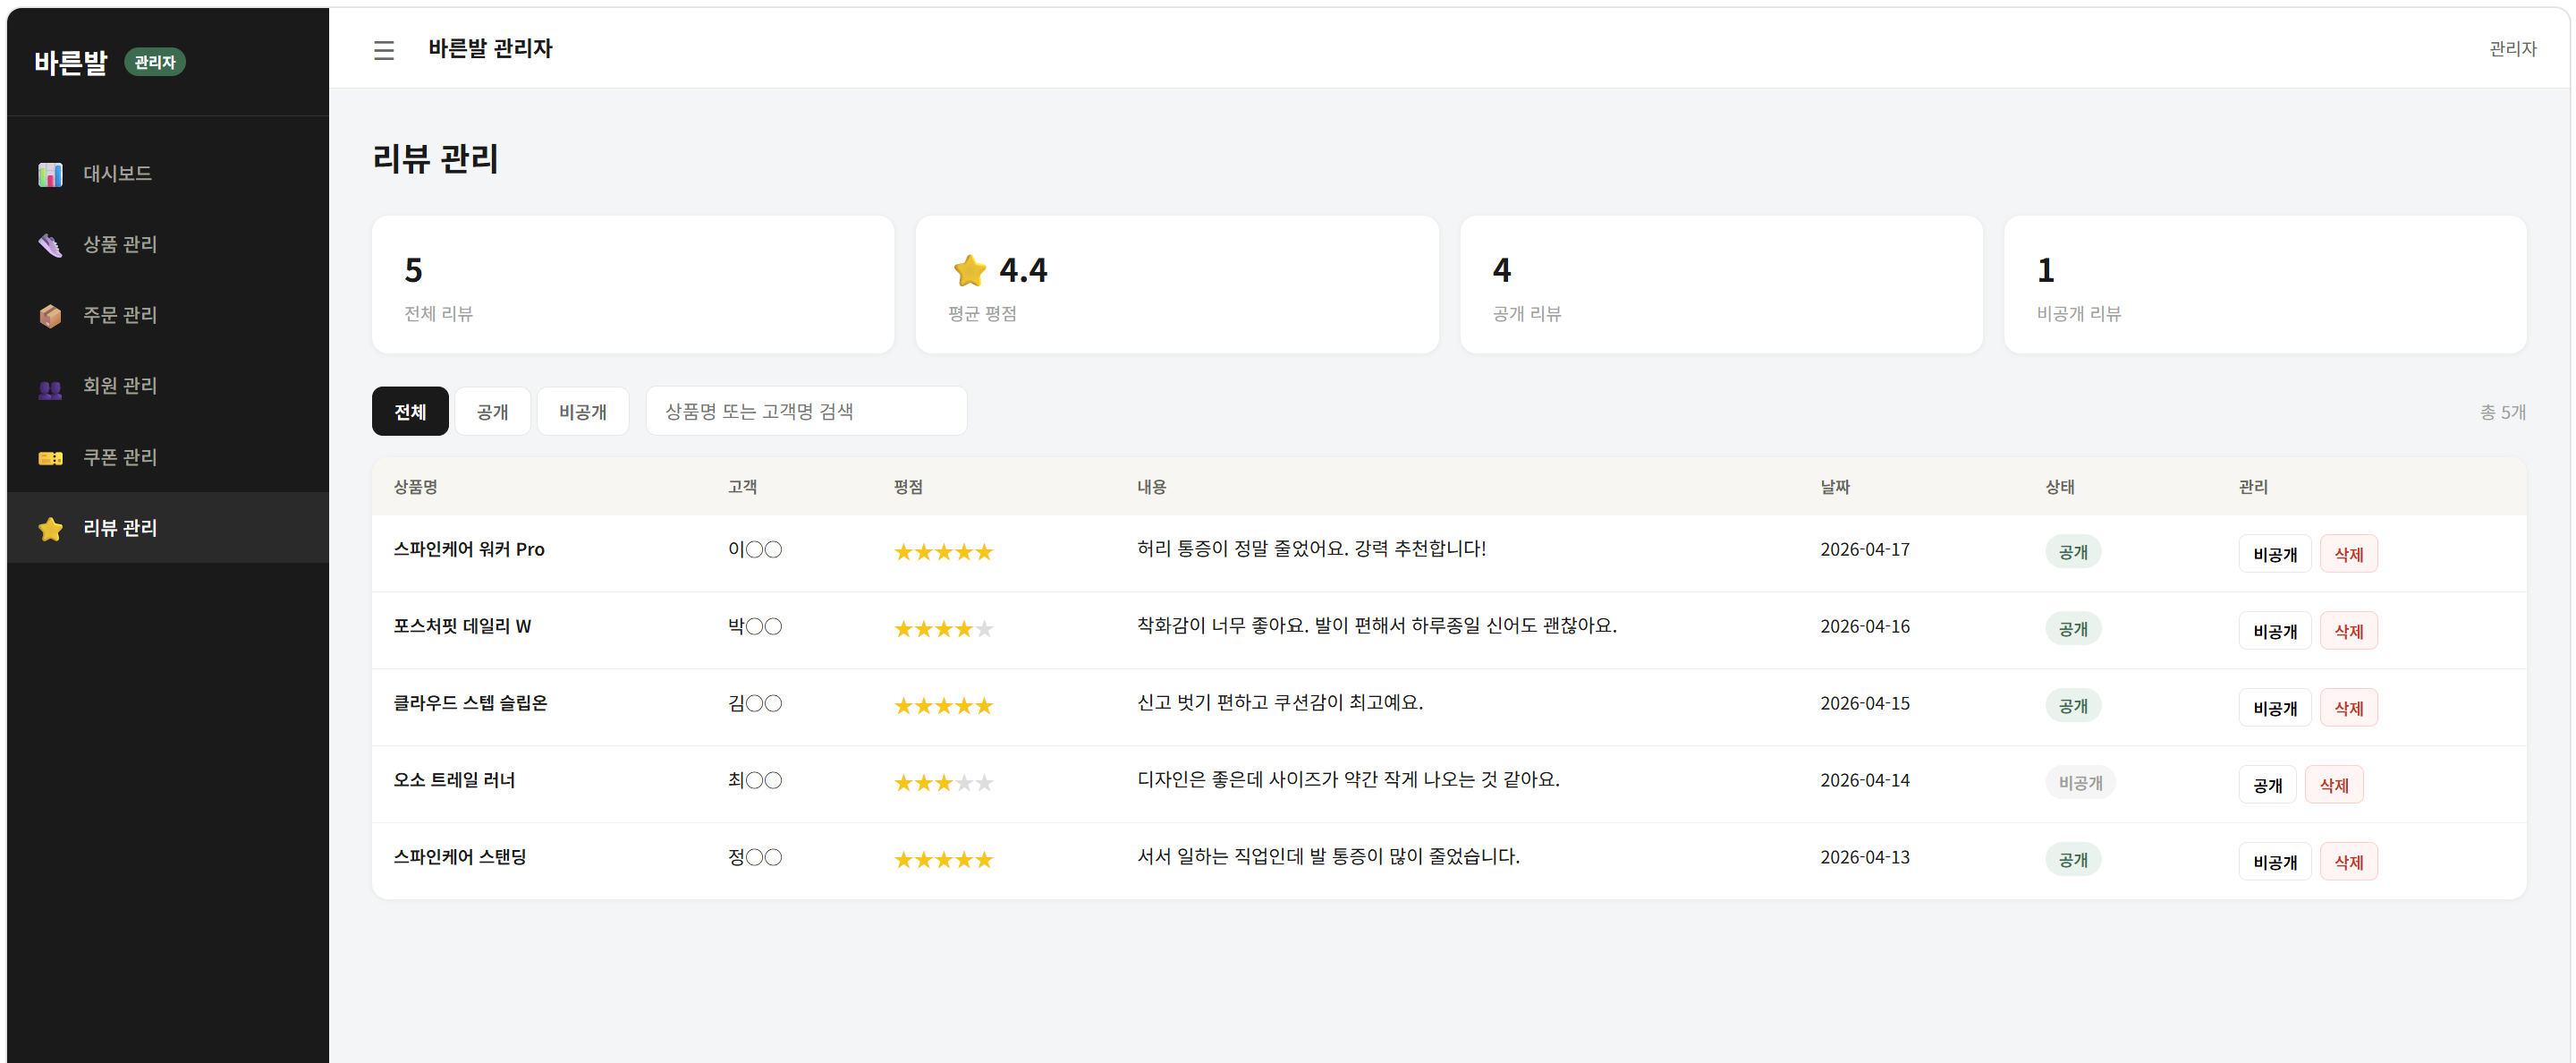 바른발 관리자
☰ 바른발 관리자 관리자
대시보드
상품 관리
주문 관리
회원 관리
쿠폰 관리
리뷰 관리
리뷰 관리
5
전체 리뷰
4.4
평균 평점
4
공개 리뷰
1
비공개 리뷰
전체 공개 비공개 상품명 또는 고객명 검색 총 5개
상품명 고객 평점 내용 날짜 상태 관리
스파인케어 워커 Pro 이〇〇 ★★★★★ 허리 통증이 정말 줄었어요. 강력 추천합니다! 2026-04-17 공개 비공개 삭제
포스처핏 데일리 W 박〇〇 ★★★★★ 착화감이 너무 좋아요. 발이 편해서 하루종일 신어도 괜찮아요. 2026-04-16 공개 비공개 삭제
클라우드 스텝 슬립온 김〇〇 ★★★★★ 신고 벗기 편하고 쿠션감이 최고예요. 2026-04-15 공개 비공개 삭제
오소 트레일 러너 최〇〇 ★★★★★ 디자인은 좋은데 사이즈가 약간 작게 나오는 것 같아요. 2026-04-14 비공개 공개 삭제
스파인케어 스탠딩 정〇〇 ★★★★★ 서서 일하는 직업인데 발 통증이 많이 줄었습니다. 2026-04-13 공개 비공개 삭제